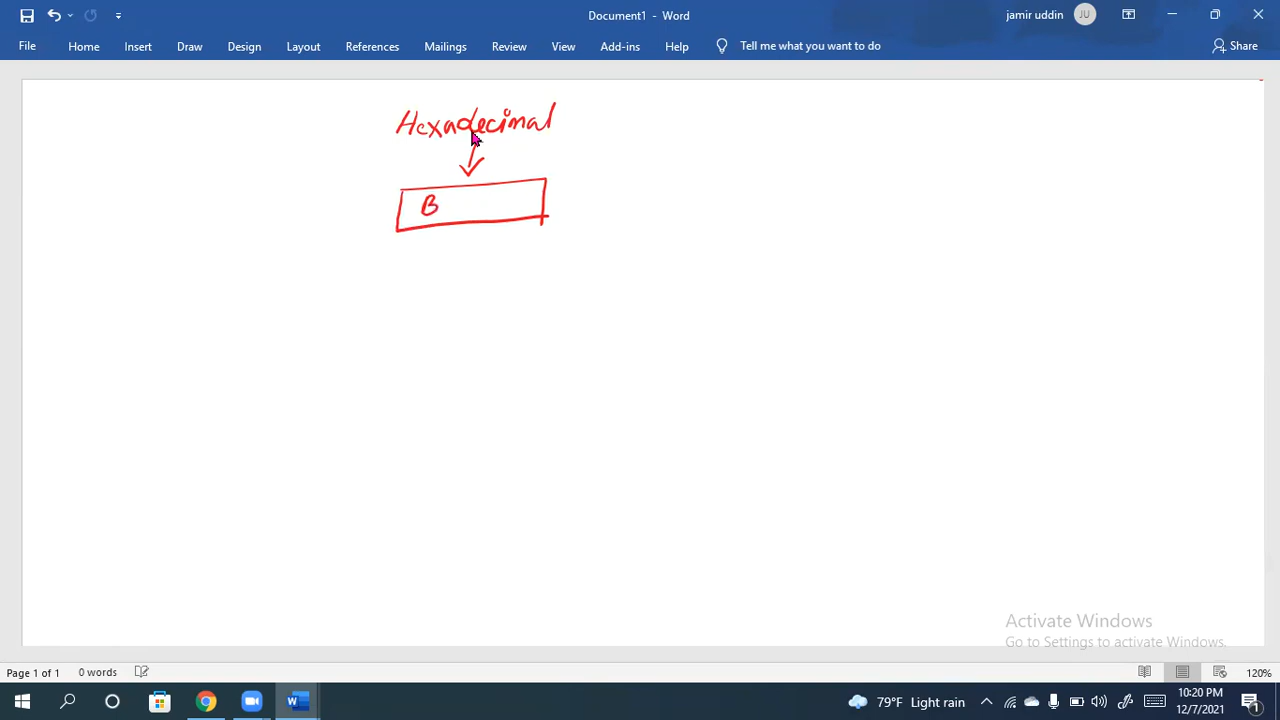 Document1 - Word
jamir uddin
JU
File Home Insert Draw Design Layout References Mailings Review View Add-ins Help Tell me what you want to do Share
Hexadecimal
B
Activate Windows
Go to Settings to activate Windows.
Page 1 of 1 0 words 120%
79°F Light rain 10:20 PM
12/7/2021 1